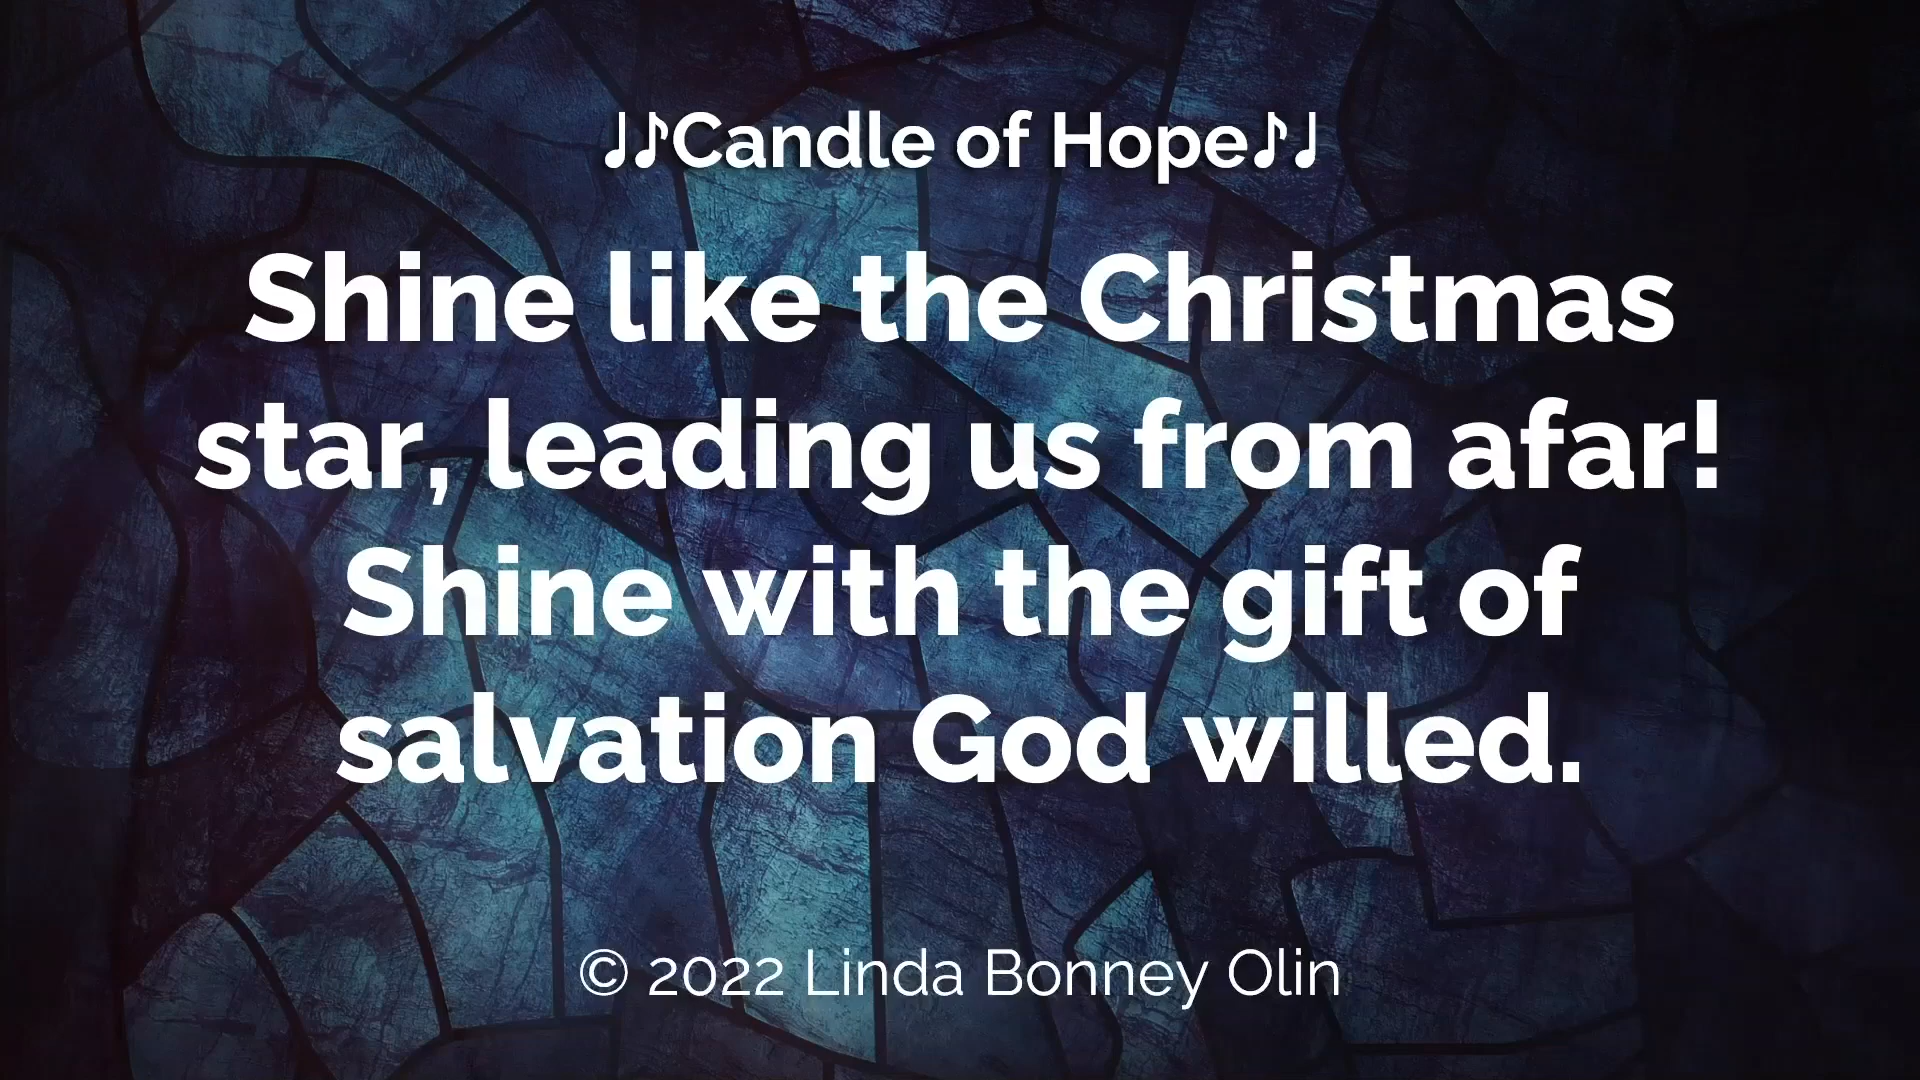 ♩♪Candle of Hope♪♩
Shine like the Christmas
star, leading us from afar!
Shine with the gift of
salvation God willed.
© 2022 Linda Bonney Olin